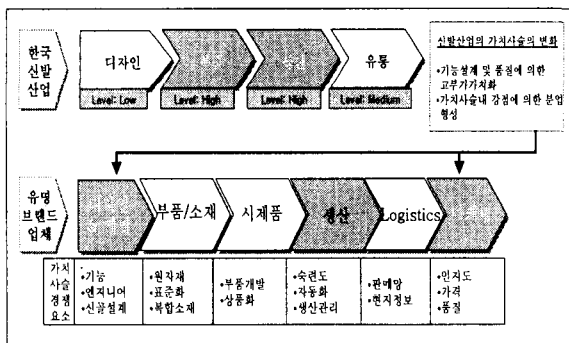 한국
신발
산업
디자인
유통
Level: Low
Level: High
Level: High
Level: Medium
신발산업의 가치사슬의 변화
•기능설계 및 품질에 의한
고부가가치화
•가치사슬내 강점에 의한 분업
형성
유명
브랜드
업체
부품/소재
시제품
생산
Logistics
가치
사슬
경쟁
요소
•기능
•엔지니어
•신골설계
•원자재
•표준화
•복합소재
•부품개발
•상품화
•숙련도
•자동화
•생산관리
•판매망
•현지정보
•인지도
•가격
•품질